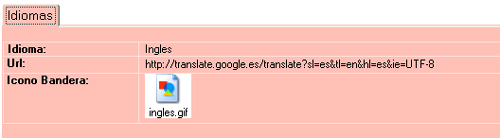 Idiomas
Idioma: Ingles
Url: http://translate.google.es/translate?sl=es&tl=en&hl=es&ie=UTF-8
Icono Bandera:
ingles.gif